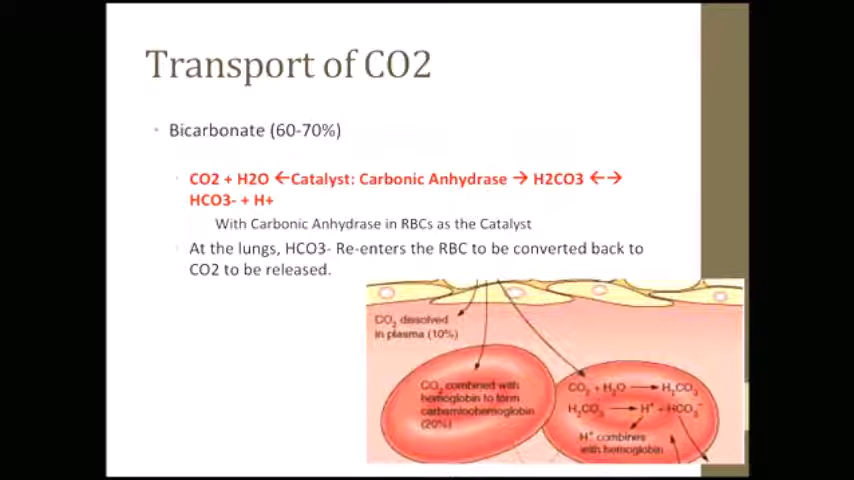 Transport of CO2
• Bicarbonate (60-70%)
CO2 + H2O ←Catalyst: Carbonic Anhydrase → H2CO3 ←→
HCO3- + H+
With Carbonic Anhydrase in RBCs as the Catalyst
At the lungs, HCO3- Re-enters the RBC to be converted back to
CO2 to be released.
CO₂ dissolved
in plasma (10%)
CO₂ combined with
hemoglobin to form
carbaminohemoglobin
(20%)
CO₂ + H₂O → H₂CO₃
H₂CO₃ → H⁺ + HCO₃⁻
H⁺ combines
with hemoglobin